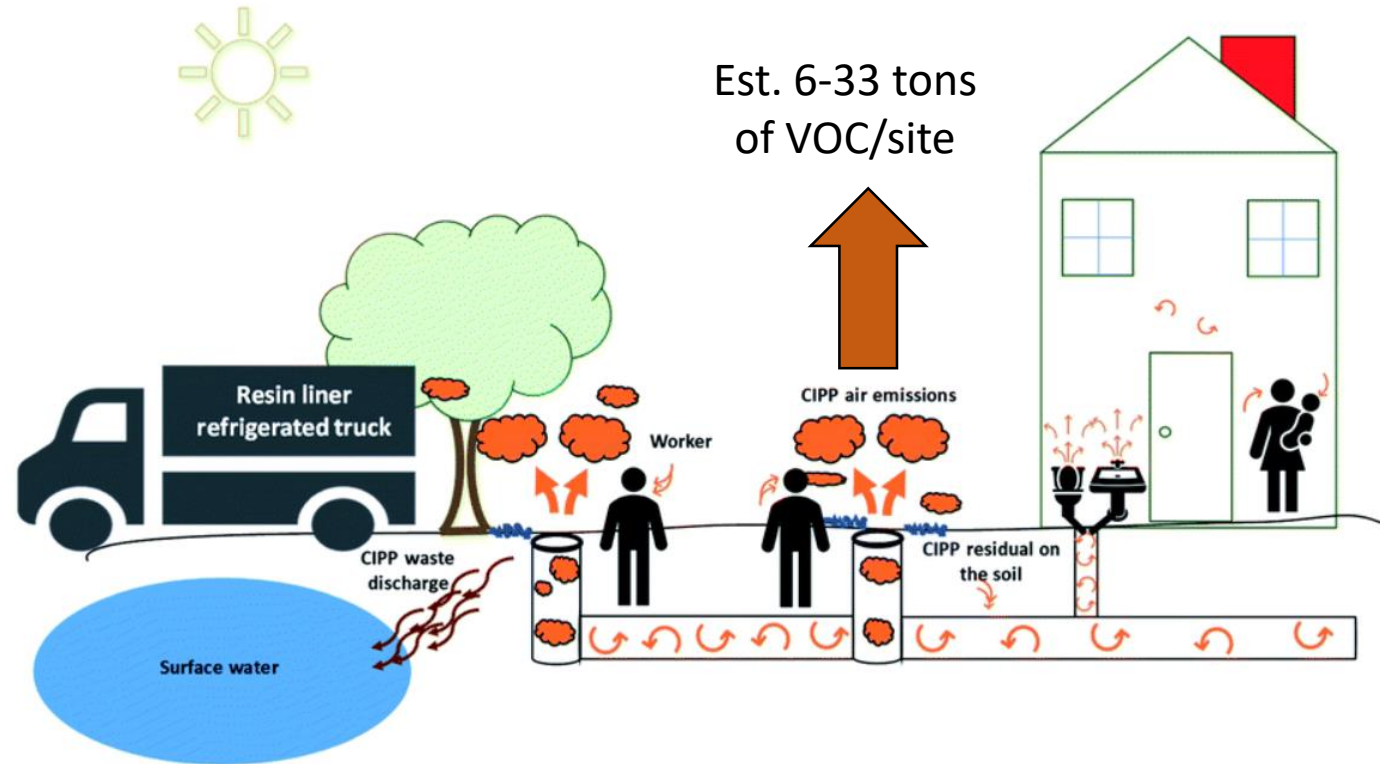 Est. 6-33 tons
of VOC/site
Resin liner
refrigerated truck
CIPP air emissions
Worker
CIPP waste
discharge
CIPP residual on
the soil
Surface water